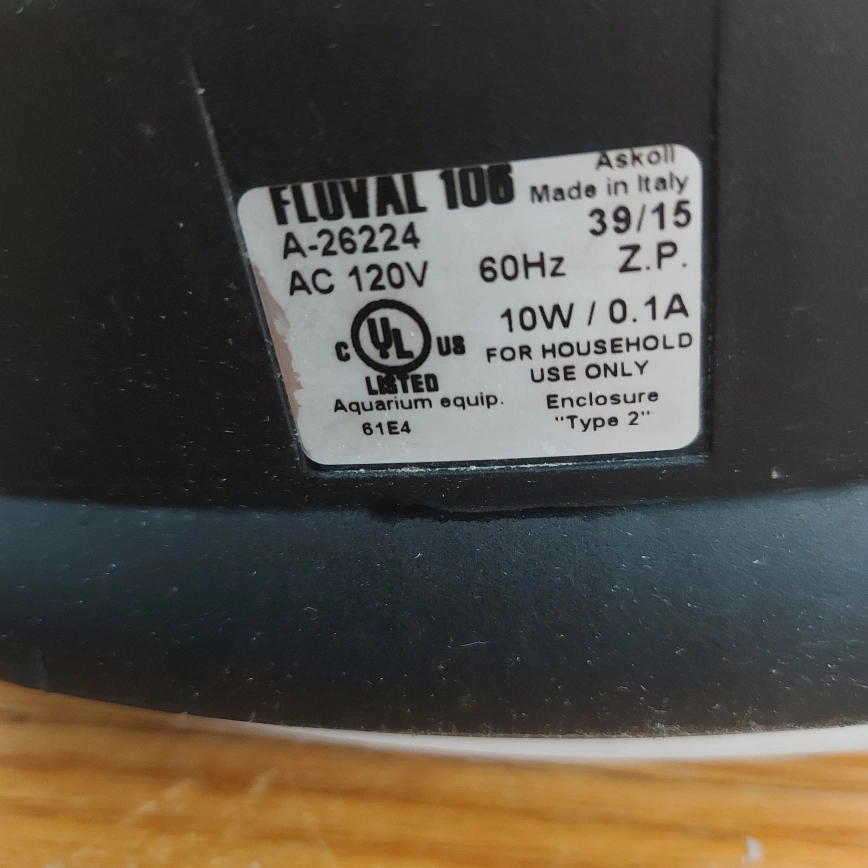 FLUVAL 106
Askoll
Made in Italy
A-26224
39/15
AC 120V 60Hz Z.P.
10W / 0.1A
C UL US
LISTED
FOR HOUSEHOLD
USE ONLY
Aquarium equip.
61E4
Enclosure
"Type 2"